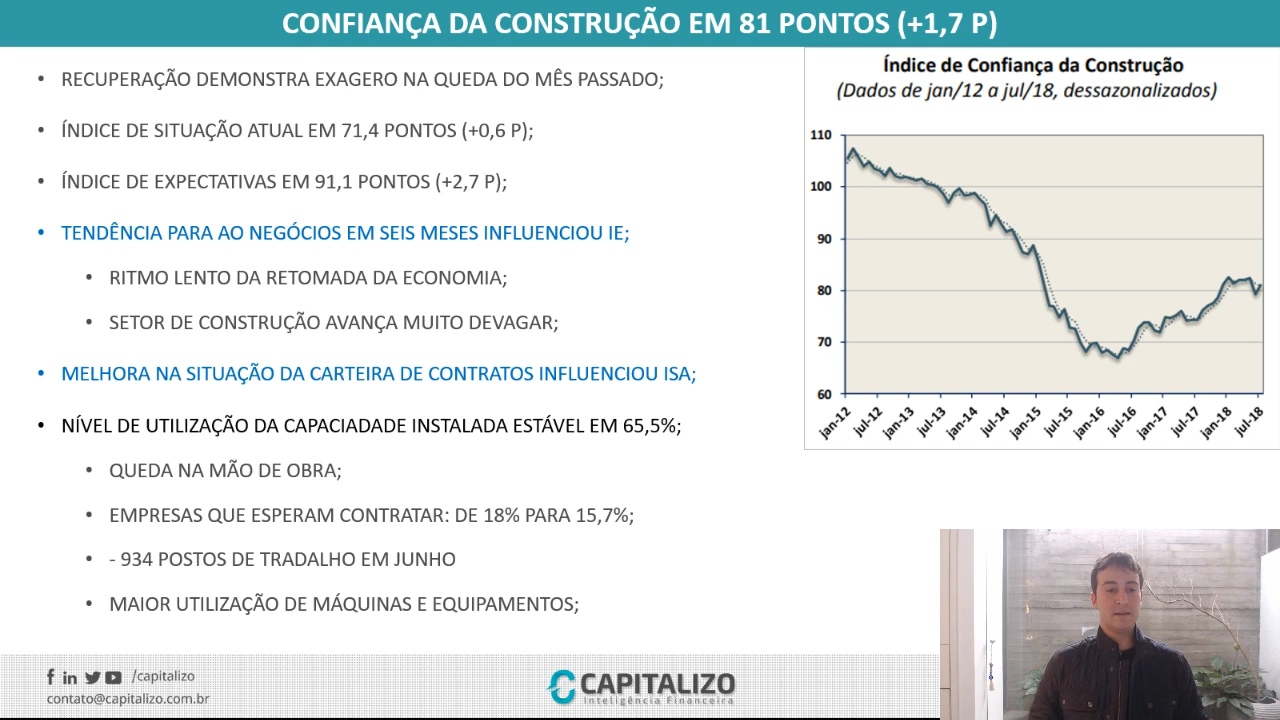 CONFIANÇA DA CONSTRUÇÃO EM 81 PONTOS (+1,7 P)
• RECUPERAÇÃO DEMONSTRA EXAGERO NA QUEDA DO MÊS PASSADO;
• ÍNDICE DE SITUAÇÃO ATUAL EM 71,4 PONTOS (+0,6 P);
• ÍNDICE DE EXPECTATIVAS EM 91,1 PONTOS (+2,7 P);
• TENDÊNCIA PARA AO NEGÓCIOS EM SEIS MESES INFLUENCIOU IE;
• RITMO LENTO DA RETOMADA DA ECONOMIA;
• SETOR DE CONSTRUÇÃO AVANÇA MUITO DEVAGAR;
• MELHORA NA SITUAÇÃO DA CARTEIRA DE CONTRATOS INFLUENCIOU ISA;
• NÍVEL DE UTILIZAÇÃO DA CAPACIADADE INSTALADA ESTÁVEL EM 65,5%;
• QUEDA NA MÃO DE OBRA;
• EMPRESAS QUE ESPERAM CONTRATAR: DE 18% PARA 15,7%;
• - 934 POSTOS DE TRADALHO EM JUNHO
• MAIOR UTILIZAÇÃO DE MÁQUINAS E EQUIPAMENTOS;
Índice de Confiança da Construção
(Dados de jan/12 a jul/18, dessazonalizados)
110
100
90
80
70
60
jan-12
jul-12
jan-13
jul-13
jan-14
jul-14
jan-15
jul-15
jan-16
jul-16
jan-17
jul-17
jan-18
jul-18
/capitalizo
contato@capitalizo.com.br
CAPITALIZO
Inteligência Financeira